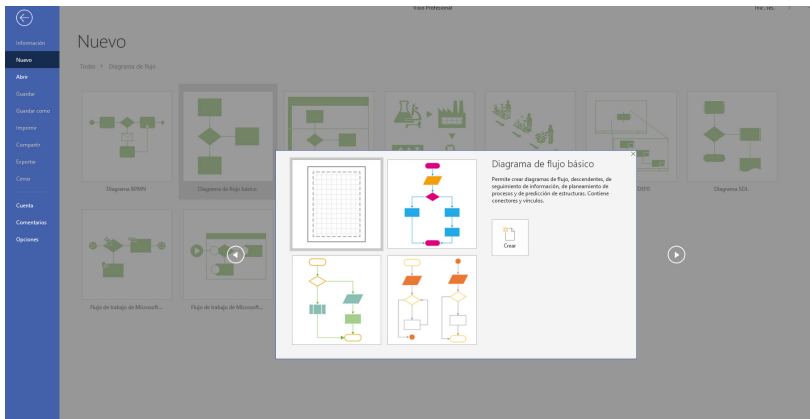 Visio Profesional
Información
Nuevo
Abrir
Guardar
Guardar como
Imprimir
Compartir
Exportar
Cerrar
Cuenta
Comentarios
Opciones
Nuevo
Todas > Diagrama de flujo
Diagrama BPMN
Diagrama de flujo básico
Diagrama SDL
Flujo de trabajo de Microsoft...
Flujo de trabajo de Microsoft...
Diagrama de flujo básico
Permite crear diagramas de flujo, descendentes, de
seguimiento de información, de planeamiento de
procesos y de predicción de estructuras. Contiene
conectores y vínculos.
Crear